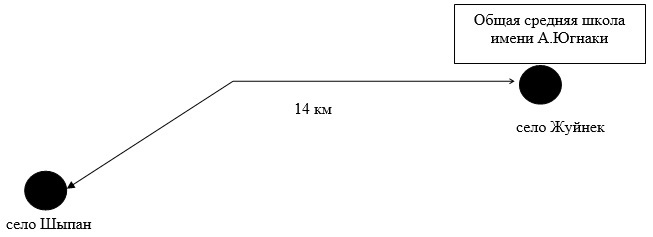 Общая средняя школа
имени А.Югнаки
14 км
село Жуйнек
село Шыпан